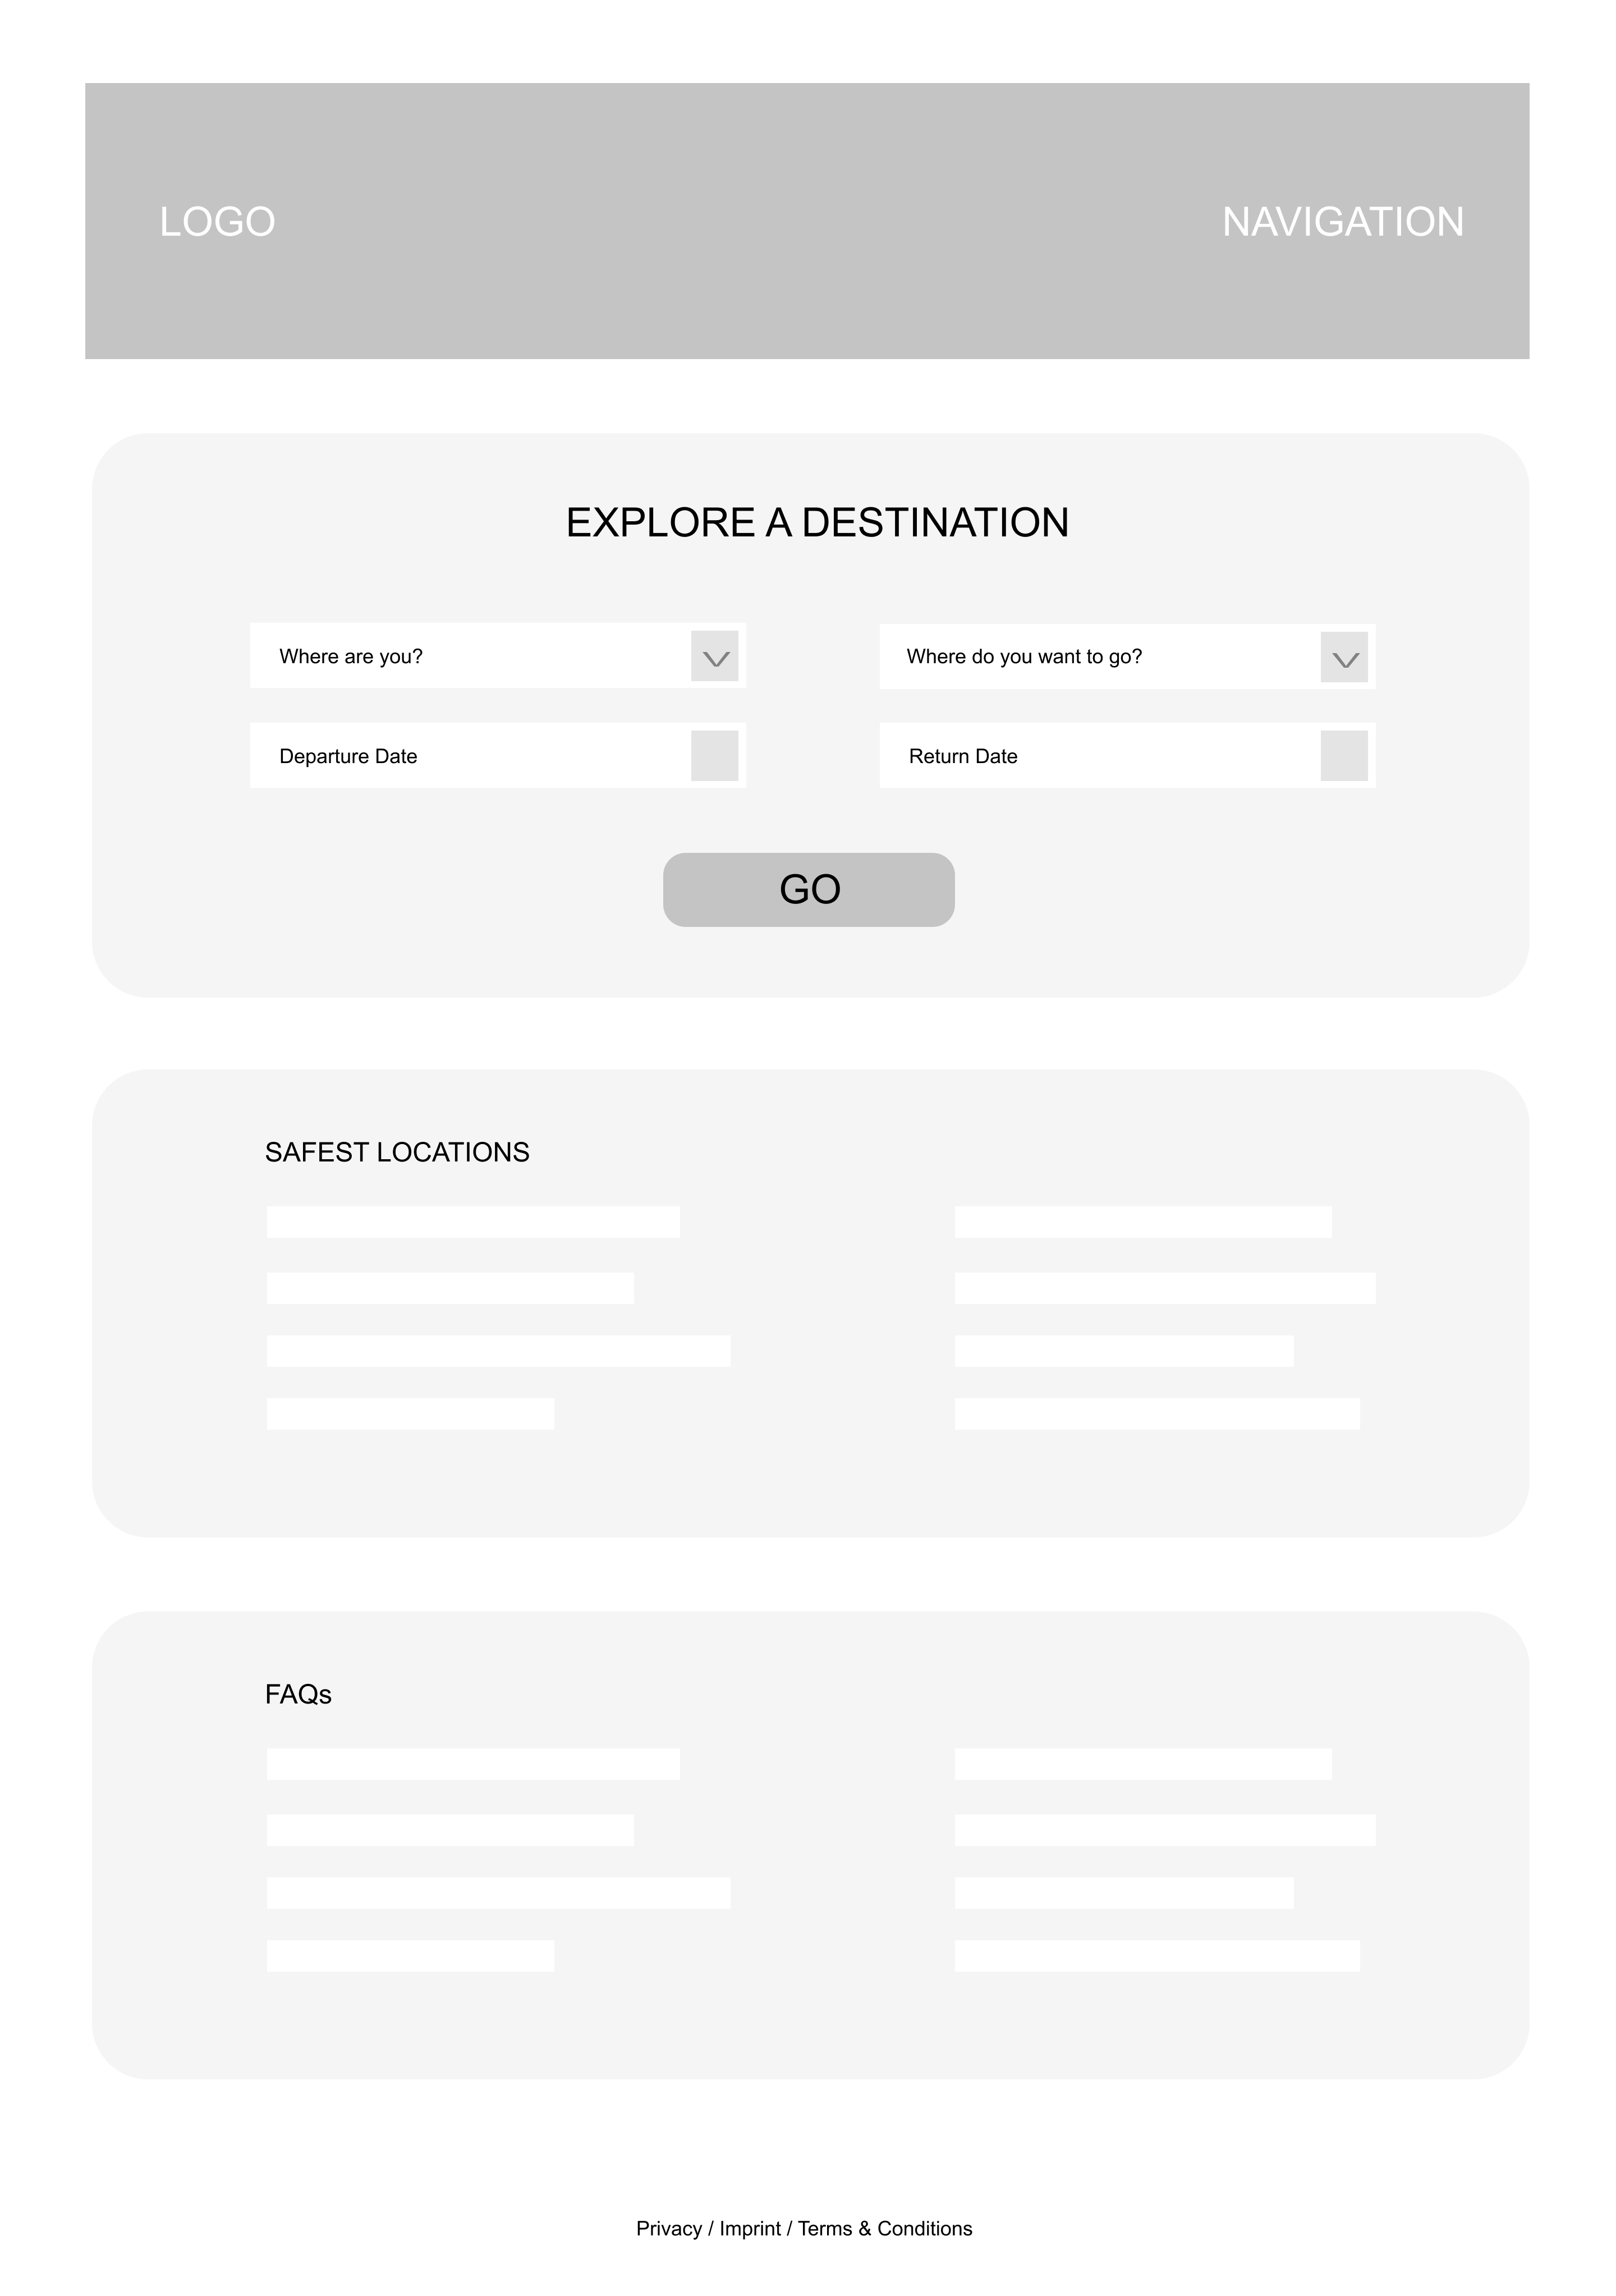 LOGO
NAVIGATION
EXPLORE A DESTINATION
Where are you?
Where do you want to go?
Departure Date
Return Date
GO
SAFEST LOCATIONS
FAQs
Privacy / Imprint / Terms & Conditions